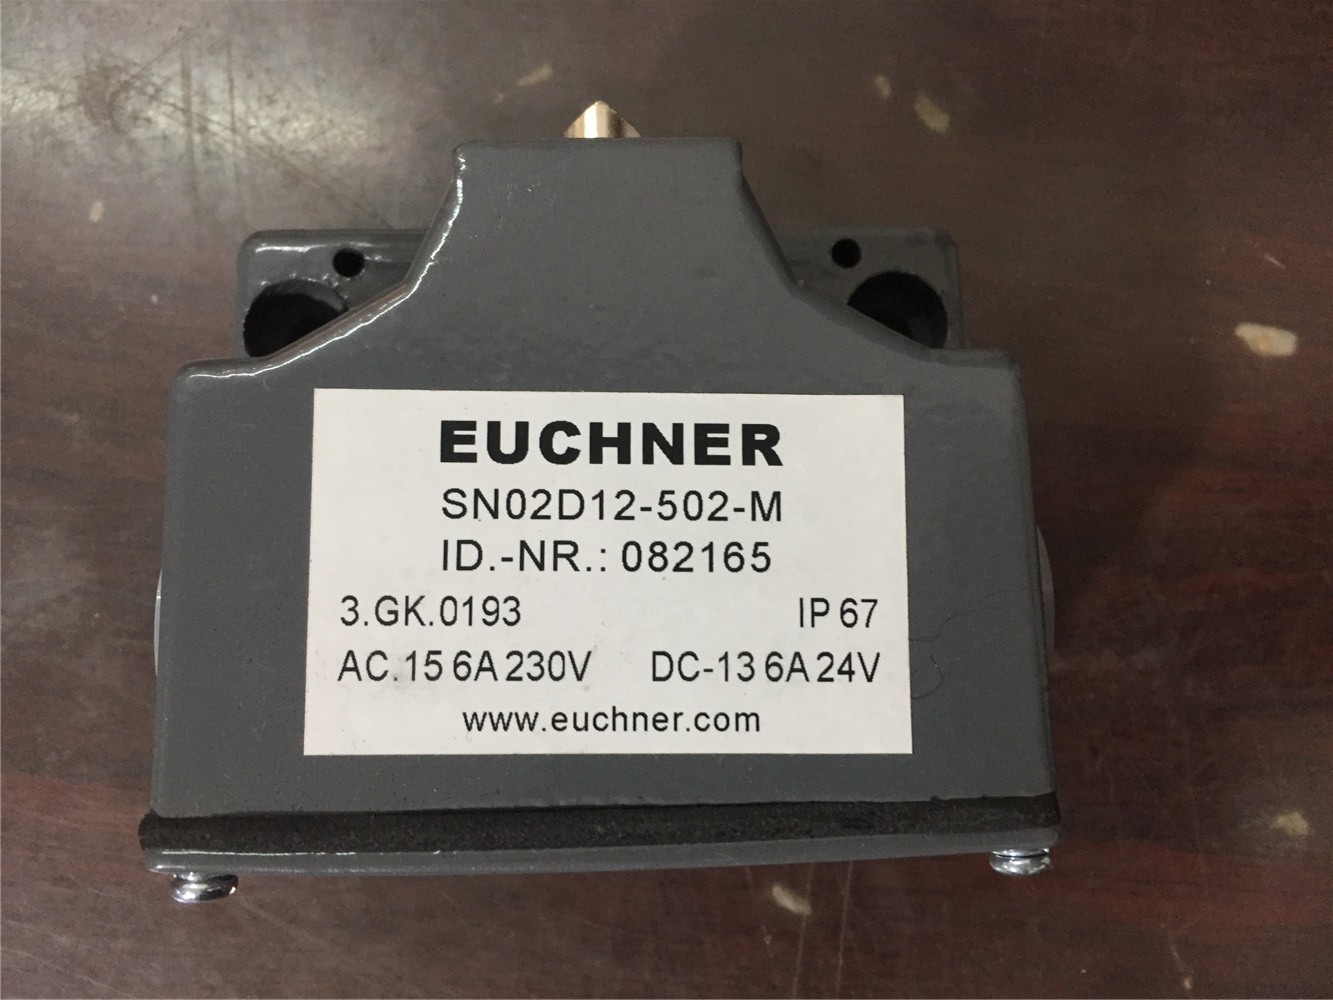 EUCHNER
SN02D12-502-M
ID.-NR.: 082165
3.GK.0193 IP 67
AC.15 6A 230V DC-13 6A 24V
www.euchner.com